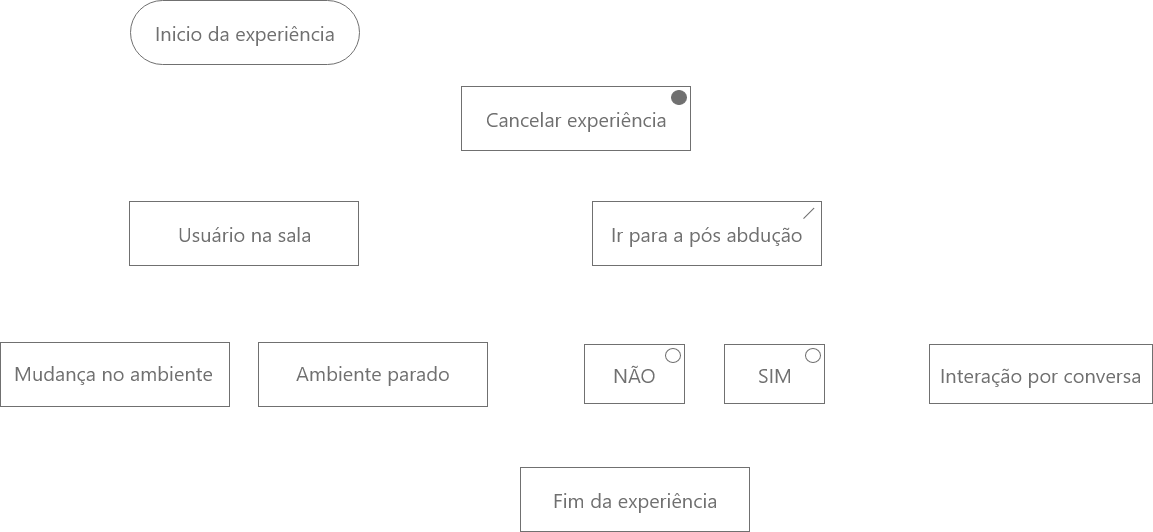 Inicio da experiência
Cancelar experiência
Usuário na sala
Ir para a pós abdução
Mudança no ambiente
Ambiente parado
NÃO
SIM
Interação por conversa
Fim da experiência